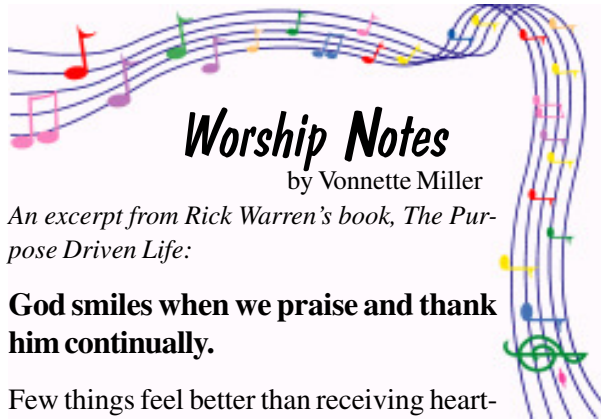 Worship Notes
by Vonnette Miller
An excerpt from Rick Warren's book, The Pur-
pose Driven Life:
God smiles when we praise and thank
him continually.
Few things feel better than receiving heart-